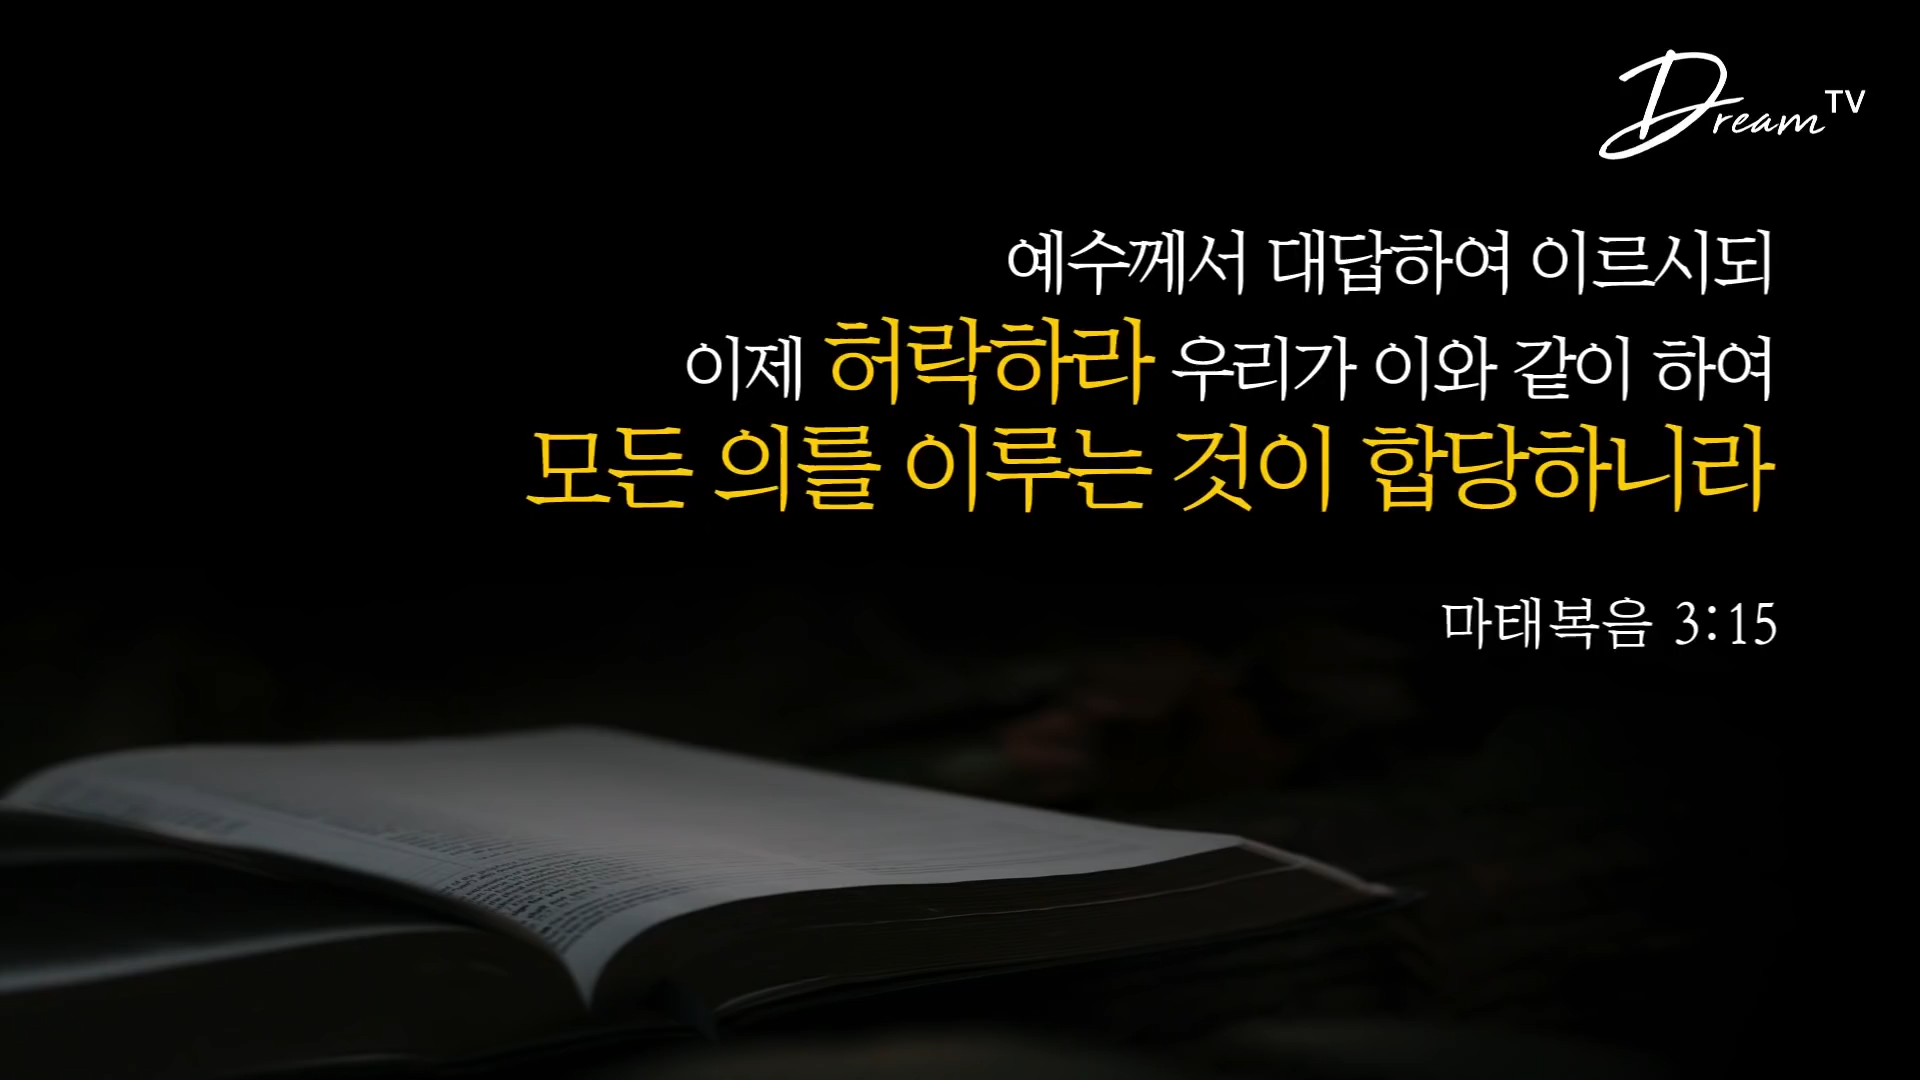 Dream TV
예수께서 대답하여 이르시되
이제 허락하라 우리가 이와 같이 하여
모든 의를 이루는 것이 합당하니라
마태복음 3:15